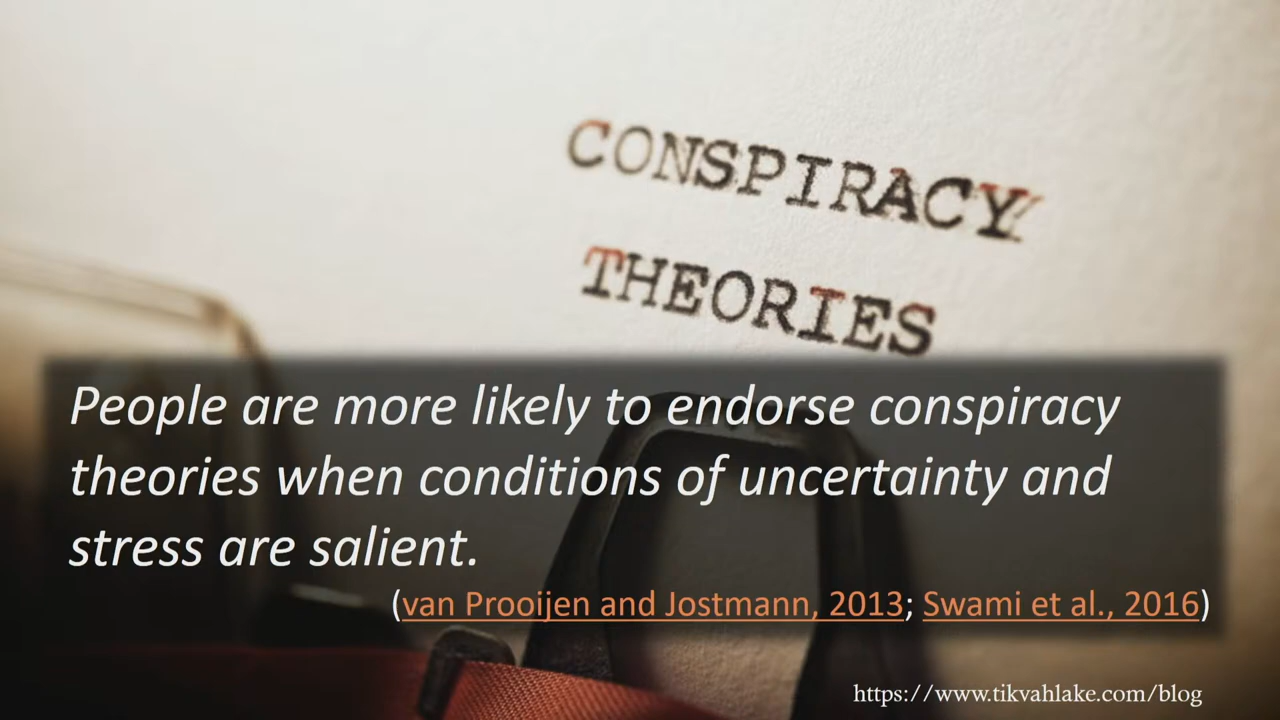 CONSPIRACY
THEORIES
People are more likely to endorse conspiracy
theories when conditions of uncertainty and
stress are salient.
(van Prooijen and Jostmann, 2013; Swami et al., 2016)
https://www.tikvahlake.com/blog